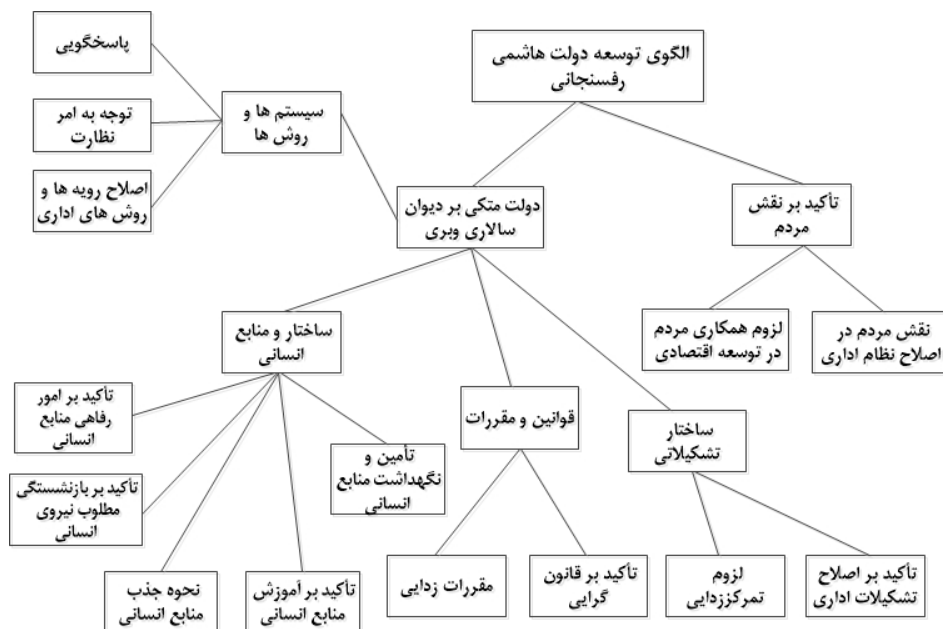 الگوی توسعه دولت هاشمی
رفسنجانی
پاسخگویی
توجه به امر
نظارت
اصلاح رویه ها و
روش های اداری
سیستم ها و
روش ها
دولت متکی بر دیوان
سالاری وبری
تأکید بر نقش
مردم
نقش مردم در
اصلاح نظام اداری
لزوم همکاری مردم
در توسعه اقتصادی
ساختار و منابع
انسانی
قوانین و مقررات
ساختار
تشکیلاتی
تأکید بر امور
رفاهی منابع
انسانی
تأکید بر بازنشستگی
مطلوب نیروی
انسانی
نحوه جذب
منابع انسانی
تأکید بر آموزش
منابع انسانی
تأمین و
نگهداشت منابع
انسانی
مقررات زدایی
تأکید بر قانون
گرایی
لزوم
تمرکززدایی
تأکید بر اصلاح
تشکیلات اداری